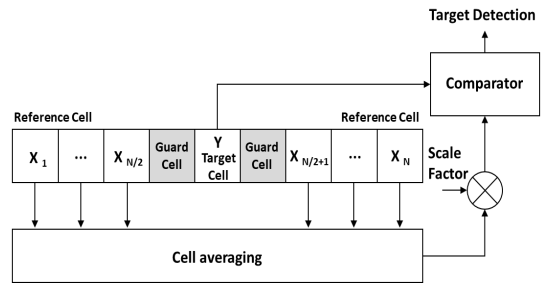 Target Detection
Comparator
Reference Cell
Reference Cell
X 1
...
X N/2
Guard Cell
Y Target Cell
Guard Cell
X N/2+1
...
X N
Scale Factor
Cell averaging